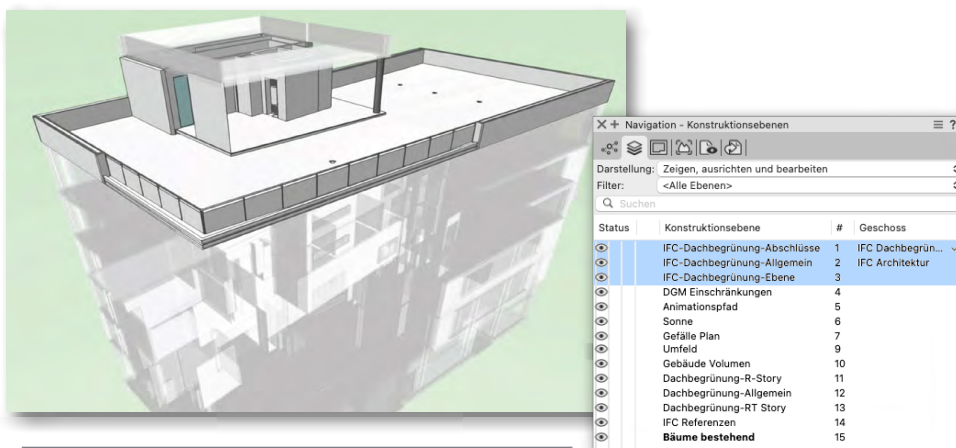 Navigation - Konstruktionsebenen
?
Darstellung: Zeigen, ausrichten und bearbeiten
Filter: <Alle Ebenen>
Suchen
Status Konstruktionsebene # Geschoss
IFC-Dachbegrünung-Abschlüsse 1 IFC Dachbegrün...
IFC-Dachbegrünung-Allgemein 2 IFC Architektur
IFC-Dachbegrünung-Ebene 3
DGM Einschränkungen 4
Animationspfad 5
Sonne 6
Gefälle Plan 7
Umfeld 9
Gebäude Volumen 10
Dachbegrünung-R-Story 11
Dachbegrünung-Allgemein 12
Dachbegrünung-RT Story 13
IFC Referenzen 14
Bäume bestehend 15